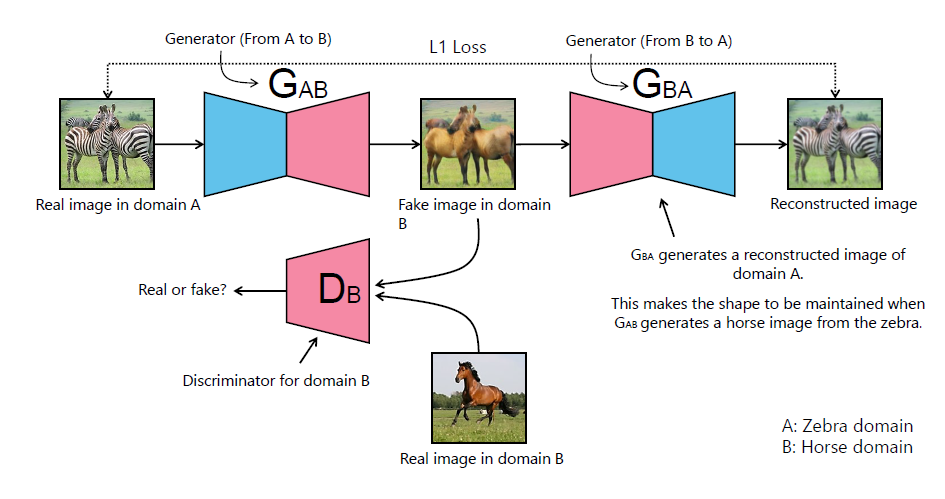 Generator (From A to B)
L1 Loss
Generator (From B to A)
GAB
GBA
Real image in domain A
Fake image in domain
B
Reconstructed image
GBA generates a reconstructed image of
domain A.
This makes the shape to be maintained when
GAB generates a horse image from the zebra.
Real or fake?
DB
Discriminator for domain B
Real image in domain B
A: Zebra domain
B: Horse domain